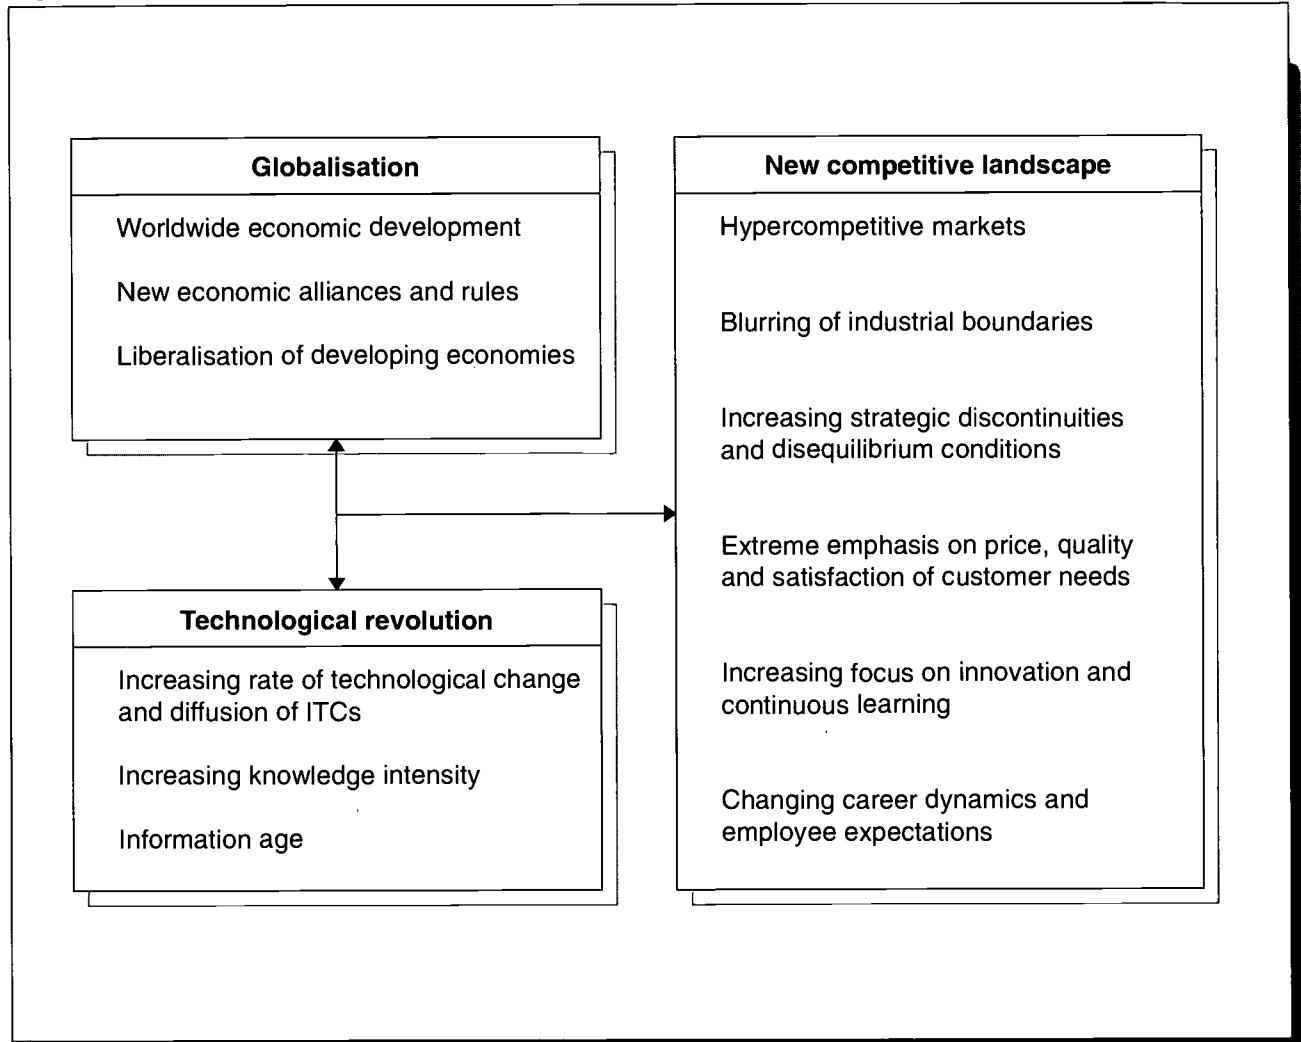 Globalisation
Worldwide economic development
New economic alliances and rules
Liberalisation of developing economies
Technological revolution
Increasing rate of technological change
and diffusion of ITCs
Increasing knowledge intensity
Information age
New competitive landscape
Hypercompetitive markets
Blurring of industrial boundaries
Increasing strategic discontinuities
and disequilibrium conditions
Extreme emphasis on price, quality
and satisfaction of customer needs
Increasing focus on innovation and
continuous learning
Changing career dynamics and
employee expectations